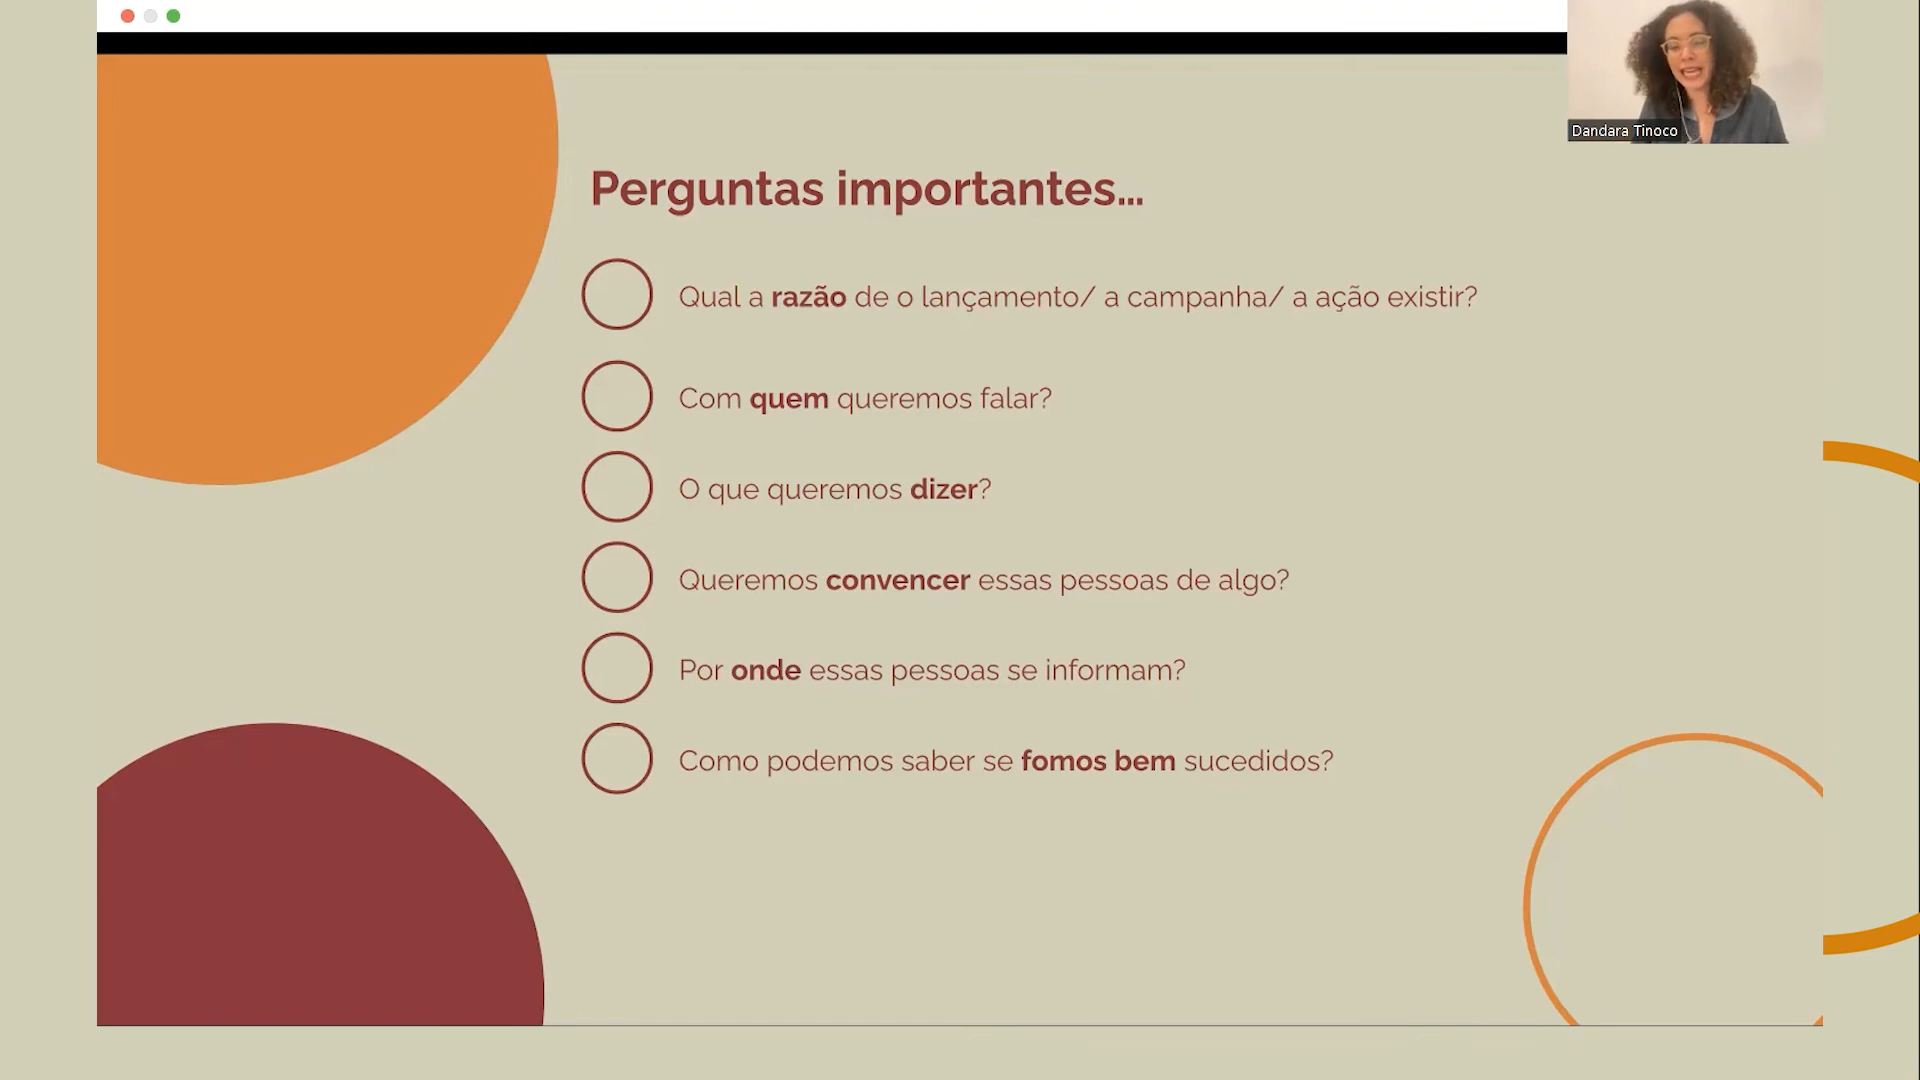 Dandara Tinoco
Perguntas importantes...
Qual a razão de o lançamento/ a campanha/ a ação existir?
Com quem queremos falar?
O que queremos dizer?
Queremos convencer essas pessoas de algo?
Por onde essas pessoas se informam?
Como podemos saber se fomos bem sucedidos?